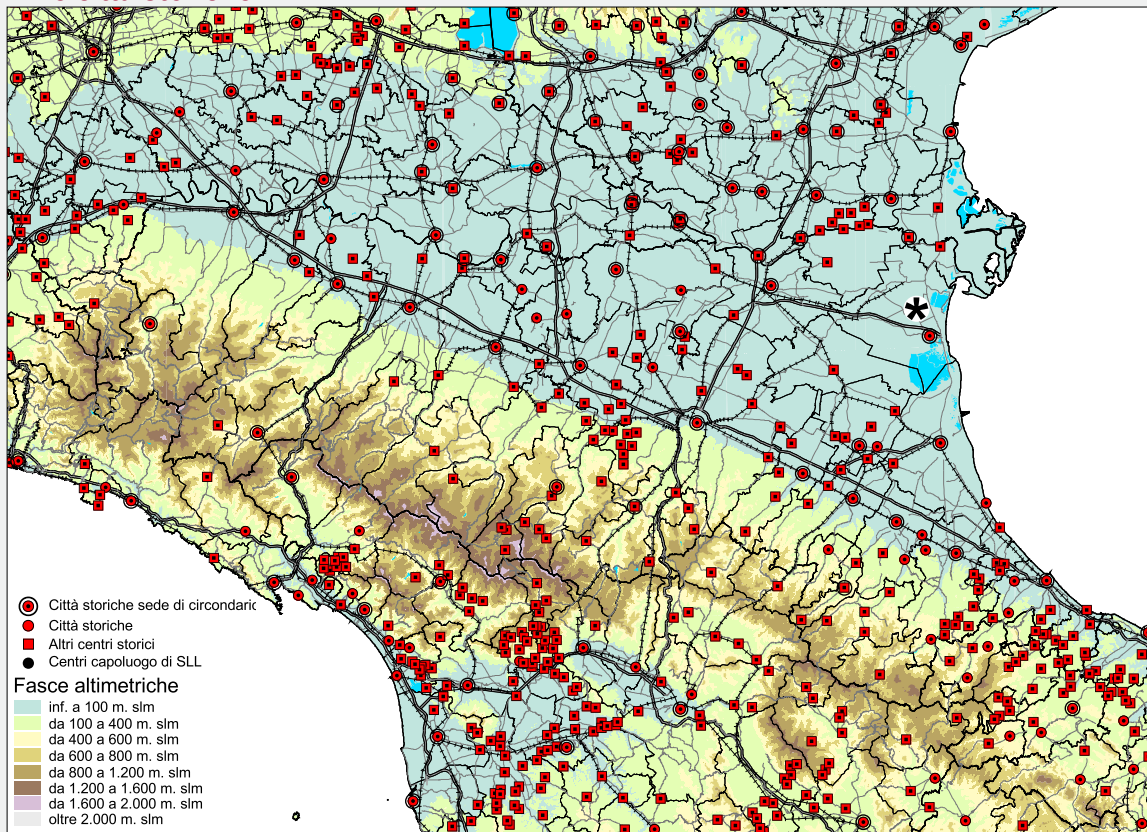 Città storiche sede di circondaric
Città storiche
Altri centri storici
Centri capoluogo di SLL
Fasce altimetriche
inf. a 100 m. slm
da 100 a 400 m. slm
da 400 a 600 m. slm
da 600 a 800 m. slm
da 800 a 1.200 m. slm
da 1.200 a 1.600 m. slm
da 1.600 a 2.000 m. slm
oltre 2.000 m. slm
*